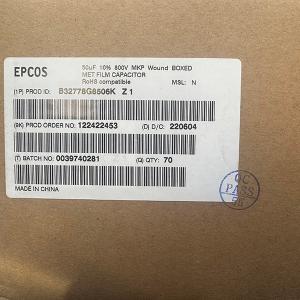 EPCOS
50uF 10% 800V MKP Wound BOXED
MET FILM CAPACITOR
RoHS compatible MSL: N
(1P) PROD ID: B32778G8506K Z 1
(9K) PROD ORDER NO: 122422453 (D) D/C: 220604
(T) BATCH NO: 0039740281 (Q) QTY: 70
MADE IN CHINA
QC
PASS